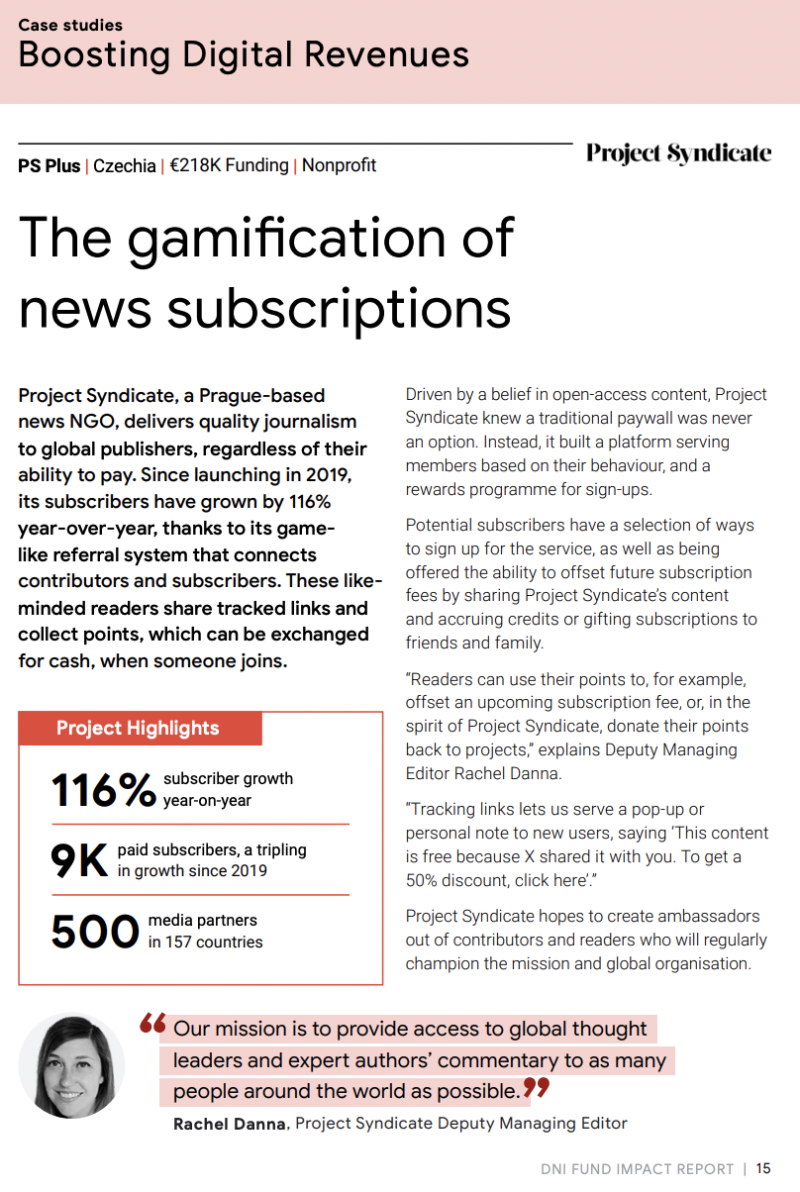 Case studies
Boosting Digital Revenues
Project Syndicate
PS Plus | Czechia | €218K Funding | Nonprofit
The gamification of
news subscriptions
Project Syndicate, a Prague-based
news NGO, delivers quality journalism
to global publishers, regardless of their
ability to pay. Since launching in 2019,
its subscribers have grown by 116%
year-over-year, thanks to its game-
like referral system that connects
contributors and subscribers. These like-
minded readers share tracked links and
collect points, which can be exchanged
for cash, when someone joins.
Project Highlights
116% subscriber growth
year-on-year
9K paid subscribers, a tripling
in growth since 2019
500 media partners
in 157 countries
Driven by a belief in open-access content, Project
Syndicate knew a traditional paywall was never
an option. Instead, it built a platform serving
members based on their behaviour, and a
rewards programme for sign-ups.
Potential subscribers have a selection of ways
to sign up for the service, as well as being
offered the ability to offset future subscription
fees by sharing Project Syndicate’s content
and accruing credits or gifting subscriptions to
friends and family.
“Readers can use their points to, for example,
offset an upcoming subscription fee, or, in the
spirit of Project Syndicate, donate their points
back to projects,” explains Deputy Managing
Editor Rachel Danna.
“Tracking links lets us serve a pop-up or
personal note to new users, saying ‘This content
is free because X shared it with you. To get a
50% discount, click here’.”
Project Syndicate hopes to create ambassadors
out of contributors and readers who will regularly
champion the mission and global organisation.
“Our mission is to provide access to global thought
leaders and expert authors’ commentary to as many
people around the world as possible.”
Rachel Danna, Project Syndicate Deputy Managing Editor
DNI FUND IMPACT REPORT | 15